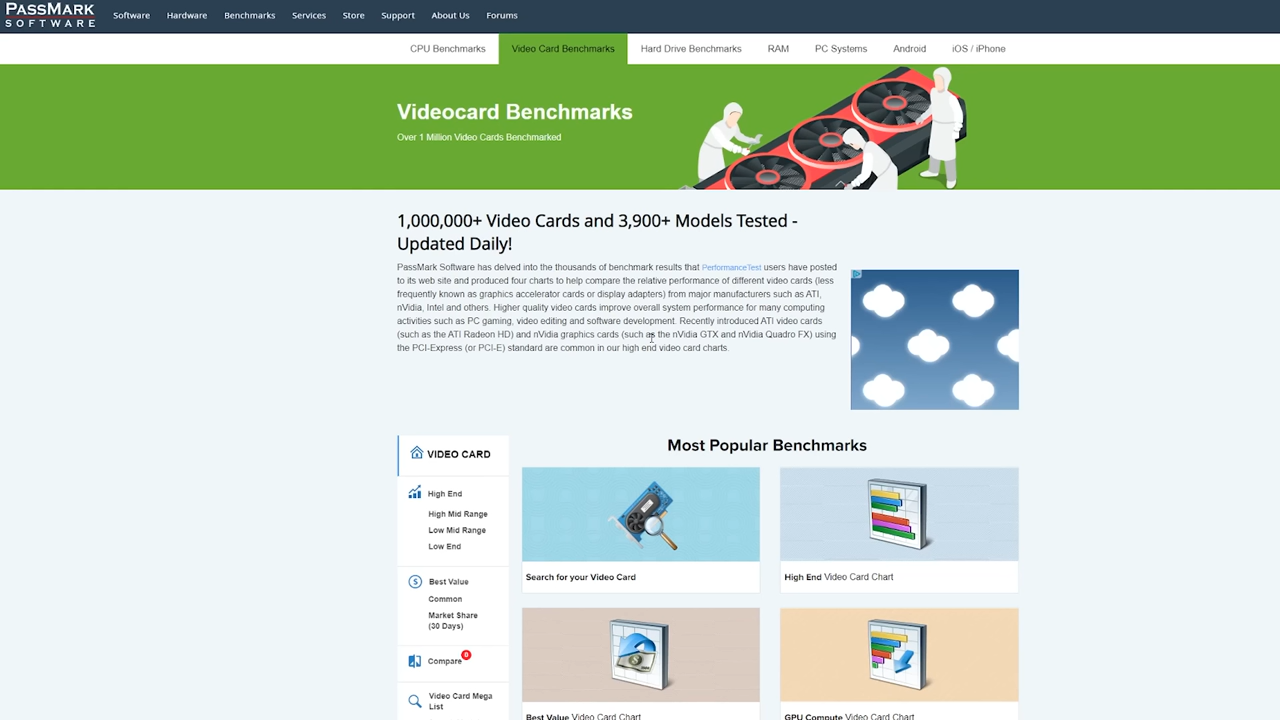 PASSMARK
SOFTWARE
Software Hardware Benchmarks Services Store Support About Us Forums
CPU Benchmarks Video Card Benchmarks Hard Drive Benchmarks RAM PC Systems Android iOS / iPhone
Videocard Benchmarks
Over 1 Million Video Cards Benchmarked
1,000,000+ Video Cards and 3,900+ Models Tested -
Updated Daily!
PassMark Software has delved into the thousands of benchmark results that PerformanceTest users have posted
to its web site and produced four charts to help compare the relative performance of different video cards (less
frequently known as graphics accelerator cards or display adapters) from major manufacturers such as ATI,
nVidia, Intel and others. Higher quality video cards improve overall system performance for many computing
activities such as PC gaming, video editing and software development. Recently introduced ATI video cards
(such as the ATI Radeon HD) and nVidia graphics cards (such as the nVidia GTX and nVidia Quadro FX) using
the PCI-Express (or PCI-E) standard are common in our high end video card charts.
VIDEO CARD
High End
High Mid Range
Low Mid Range
Low End
Best Value
Common
Market $hare
(30 Days)
Compare 0
Video Card Mega
List
Most Popular Benchmarks
Search for your Video Card
High End Video Card Chart
Best Value Video Card Chart
GPU Compute Video Card Chart